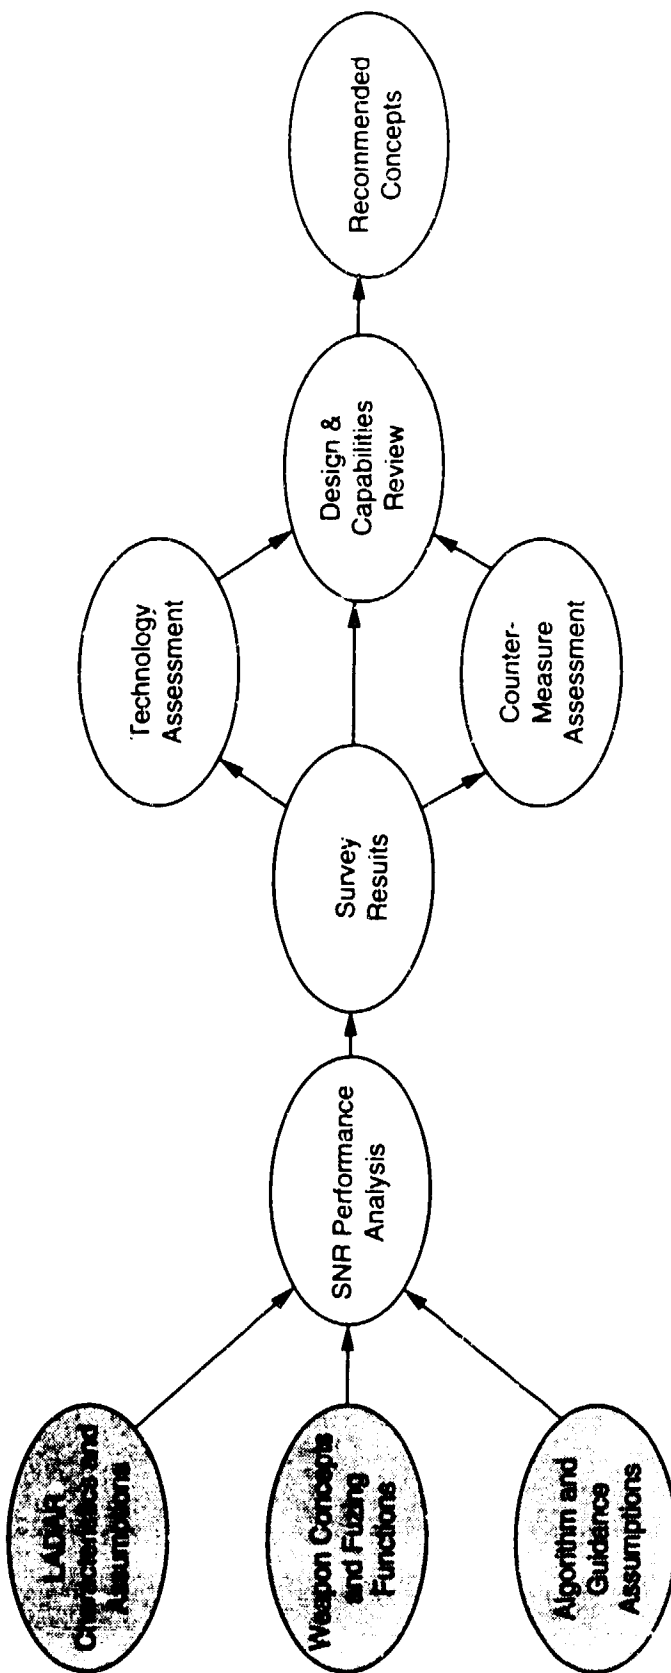 LADAR
Characteristics and
Assumptions
Weapon Concepts
and Fuzing
Functions
Algorithm and
Guidance
Assumptions
SNR Performance
Analysis
Survey
Results
Technology
Assessment
Counter-
Measure
Assessment
Design &
Capabilities
Review
Recommended
Concepts